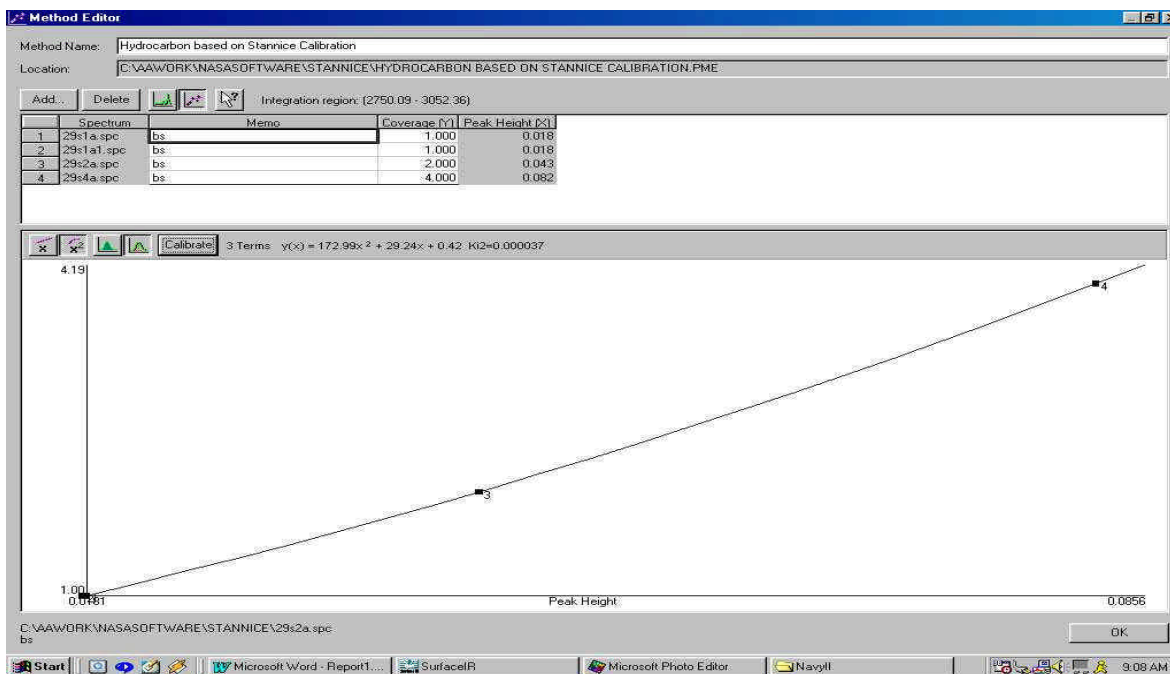 Method Editor
Method Name: Hydrocarbon based on Stannice Calibration
Location: C:\AAWORK\NASASOFTWARE\STANNICE\HYDROCARBON BASED ON STANNICE CALIBRATION.PME
Add... Delete Integration region: (2750.09 - 3052.36)
Spectrum Memo Coverage (Y) Peak Height (X)
1 29s1a.spc bs 1.000 0.018
2 29s1a1.spc bs 1.000 0.018
3 29s2a.spc bs 2.000 0.043
4 29s4a.spc bs 4.000 0.082
x x² Calibrate 3 Terms y(x) = 172.99x² + 29.24x + 0.42 Ki2=0.000037
4.19
4
3
1.00
Peak Height 0.0856
C:\AAWORK\NASASOFTWARE\STANNICE\29s2a.spc
bs
OK
Start Microsoft Word - Report1.... SurfaceIR Microsoft Photo Editor NavyII 9:08 AM